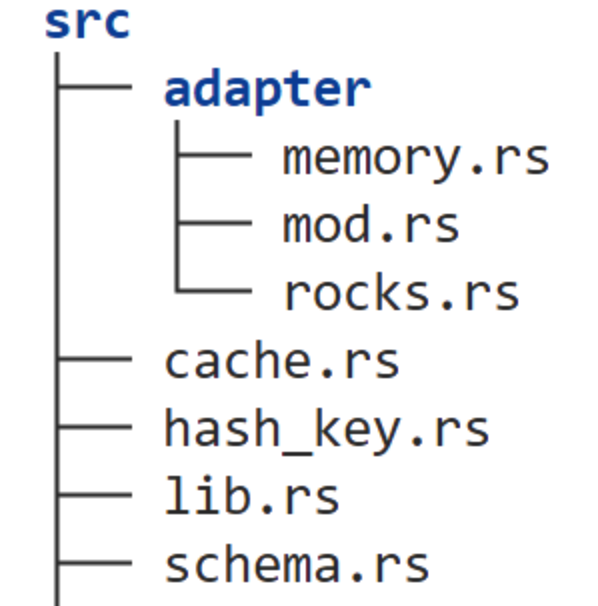 src
adapter
memory.rs
mod.rs
rocks.rs
cache.rs
hash_key.rs
lib.rs
schema.rs